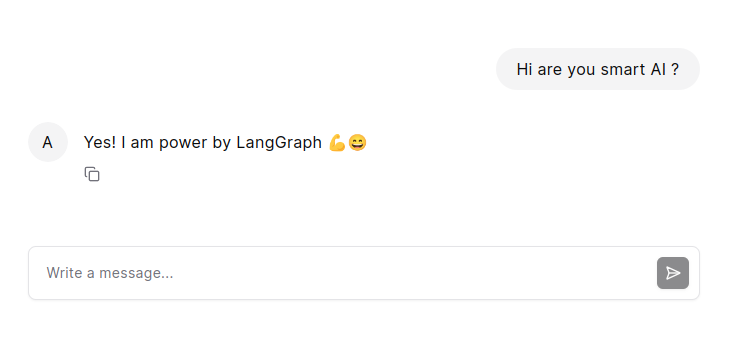 Hi are you smart AI ?
A
Yes! I am power by LangGraph 💪😄
Write a message...